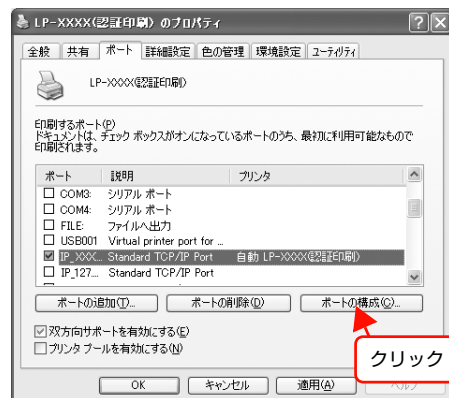 LP-XXXX(認証印刷) のプロパティ
全般 共有 ポート 詳細設定 色の管理 環境設定 ユーティリティ
LP-XXXX(認証印刷)
印刷するポート(P)
ドキュメントは、チェック ボックスがオンになっているポートのうち、最初に利用可能なもので
印刷されます。
ポート 説明 プリンタ
COM3: シリアル ポート
COM4: シリアル ポート
FILE: ファイルへ出力
USB001 Virtual printer port for ...
IP_XXX... Standard TCP/IP Port 自動 LP-XXXX(認証印刷)
IP_127... Standard TCP/IP Port
ポートの追加(T)... ポートの削除(D) ポートの構成(C)...
双方向サポートを有効にする(E)
プリンタ プールを有効にする(N)
クリック
OK キャンセル 適用(A) ヘルプ